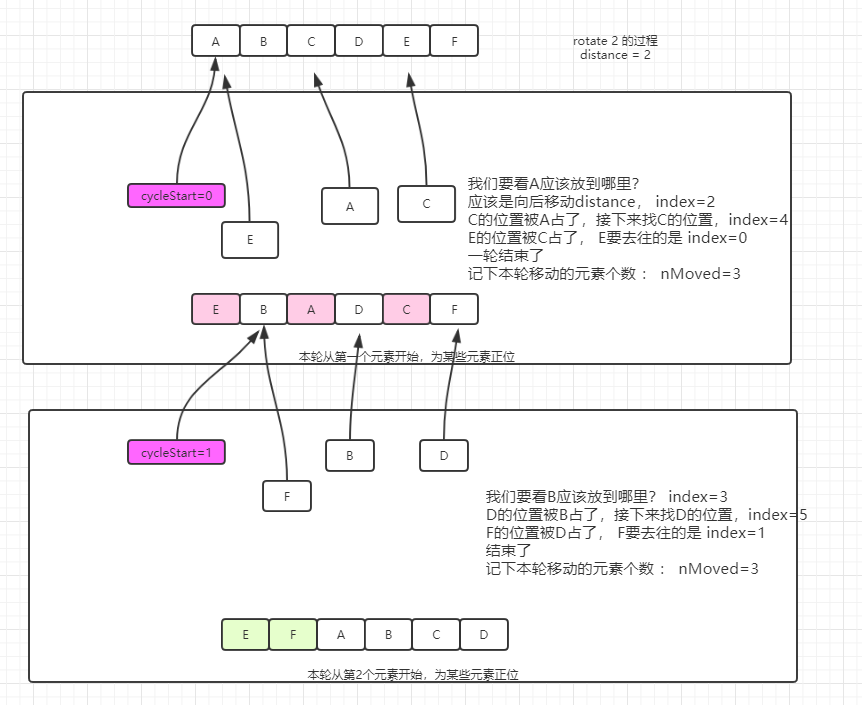 A B C D E F
rotate 2 的过程
distance = 2
cycleStart=0
E
A
C
我们要看A应该放到哪里？
应该是向后移动distance， index=2
C的位置被A占了，接下来找C的位置，index=4
E的位置被C占了， E要去往的是 index=0
一轮结束了
记下本轮移动的元素个数： nMoved=3
E B A D C F
本轮从第一个元素开始，为某些元素正位
cycleStart=1
B
D
F
我们要看B应该放到哪里？ index=3
D的位置被B占了，接下来找D的位置，index=5
F的位置被D占了， F要去往的是 index=1
结束了
记下本轮移动的元素个数： nMoved=3
E F A B C D
本轮从第2个元素开始，为某些元素正位